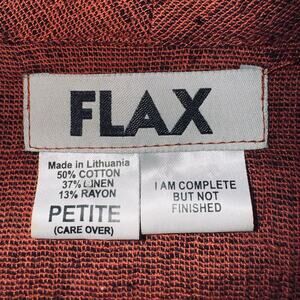 FLAX
Made in Lithuania
50% COTTON
37% LINEN
13% RAYON
PETITE
(CARE OVER)
I AM COMPLETE
BUT NOT
FINISHED